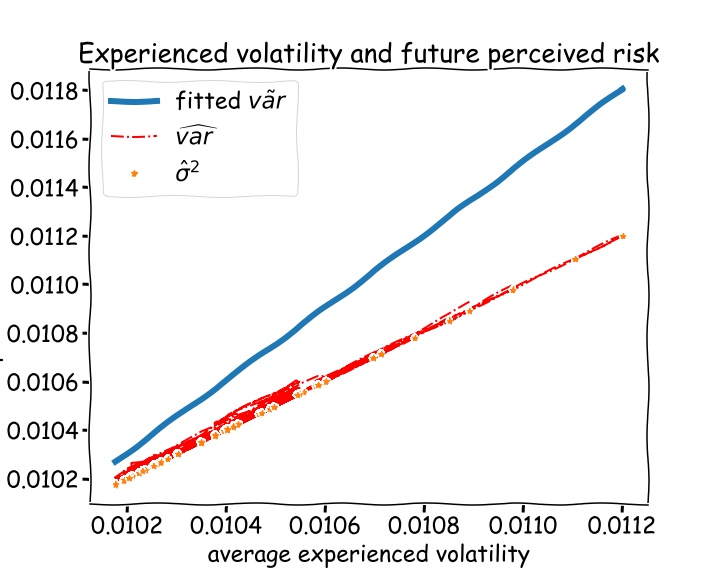 Experienced volatility and future perceived risk
fitted vãr
v̂ar
σ̂²
0.0118
0.0116
0.0114
0.0112
0.0110
0.0108
0.0106
0.0104
0.0102
0.0102 0.0104 0.0106 0.0108 0.0110 0.0112
average experienced volatility